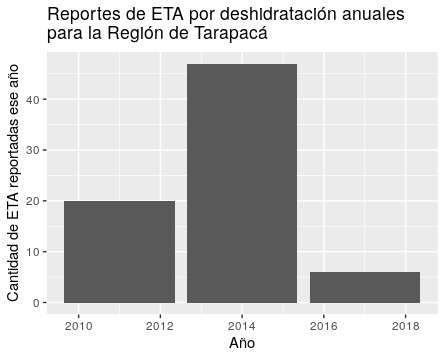 Reportes de ETA por deshidratación anuales
para la Región de Tarapacá
Cantidad de ETA reportadas ese año
40
30
20
10
0
2010
2012
2014
2016
2018
Año